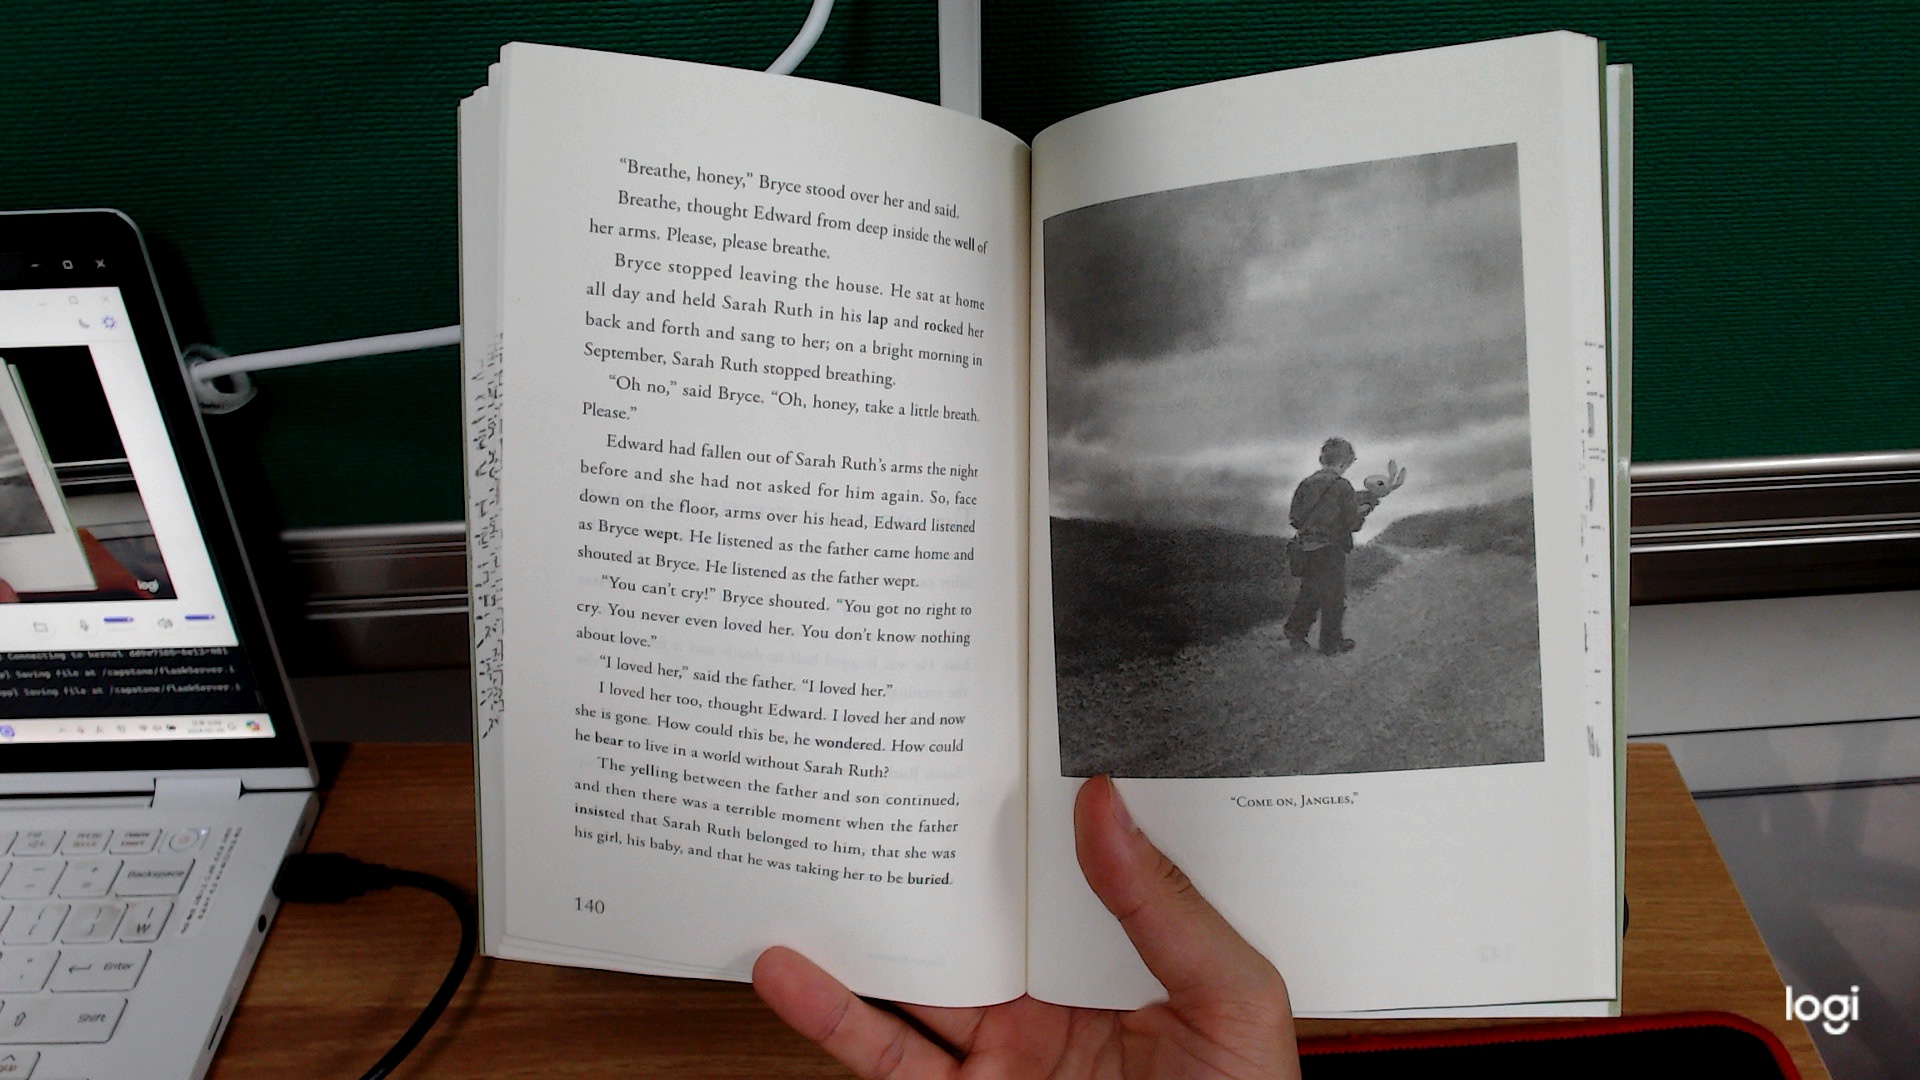 “Breathe, honey,” Bryce stood over her and said.
Breathe, thought Edward from deep inside the well of
her arms. Please, please breathe.
Bryce stopped leaving the house. He sat at home
all day and held Sarah Ruth in his lap and rocked her
back and forth and sang to her; on a bright morning in
September, Sarah Ruth stopped breathing.
“Oh no,” said Bryce. “Oh, honey, take a little breath.
Please.”
Edward had fallen out of Sarah Ruth’s arms the night
before and she had not asked for him again. So, face
down on the floor, arms over his head, Edward listened
as Bryce wept. He listened as the father came home and
shouted at Bryce. He listened as the father wept.
“You can’t cry!” Bryce shouted. “You got no right to
cry. You never even loved her. You don’t know nothing
about love.”
“I loved her,” said the father. “I loved her.”
I loved her too, thought Edward. I loved her and now
she is gone. How could this be, he wondered. How could
he bear to live in a world without Sarah Ruth?
The yelling between the father and son continued,
and then there was a terrible moment when the father
insisted that Sarah Ruth belonged to him, that she was
his girl, his baby, and that he was taking her to be buried.
140
“COME ON, JANGLES,”
Backspace
Enter
Shift
logi
logi